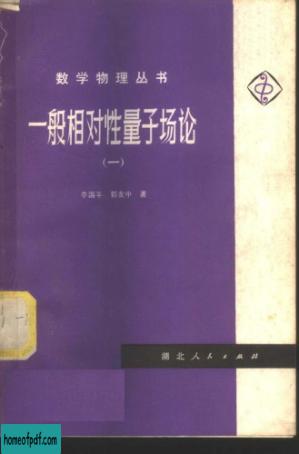 数学物理丛书
一般相对性量子场论
(一)
李国平 郭友中 著
湖北人民出版社
homeofpdf.com